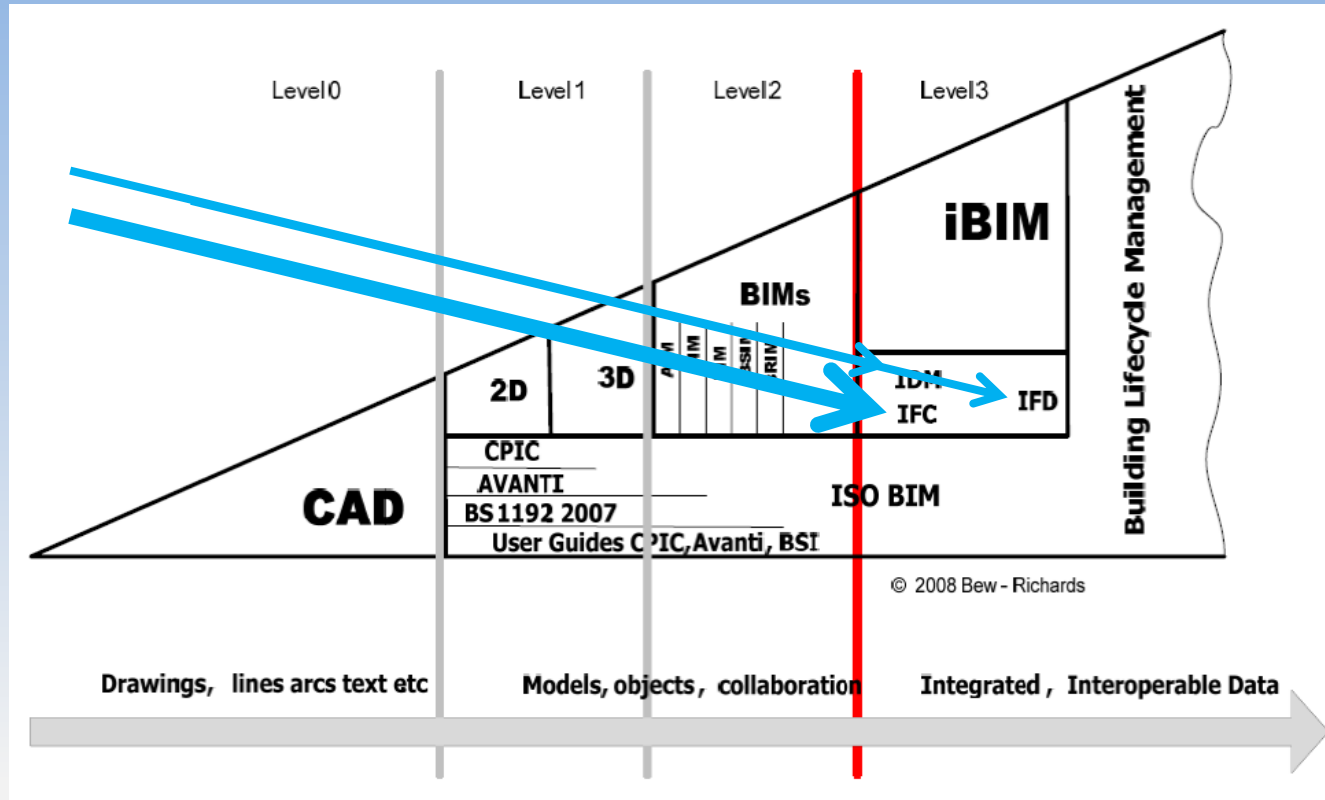 Level0
Level1
Level2
Level3
iBIM
BIMs
2D
3D
BSIM
BRIM
IDM
IFC
IFD
CAD
CPIC
AVANTI
BS1192 2007
User Guides CPIC, Avanti, BSI
ISO BIM
Building Lifecycle Management
© 2008 Bew - Richards
Drawings, lines arcs text etc
Models, objects, collaboration
Integrated, Interoperable Data